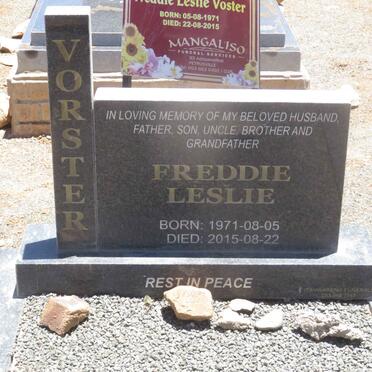 Freddie Leslie Voster
BORN: 05-08-1971
DIED: 22-08-2015
MANGALISO
FUNERAL SERVICES
PETRUSVILLE
VORSTER
IN LOVING MEMORY OF MY BELOVED HUSBAND,
FATHER, SON, UNCLE, BROTHER AND
GRANDFATHER
FREDDIE
LESLIE
BORN: 1971-08-05
DIED: 2015-08-22
REST IN PEACE